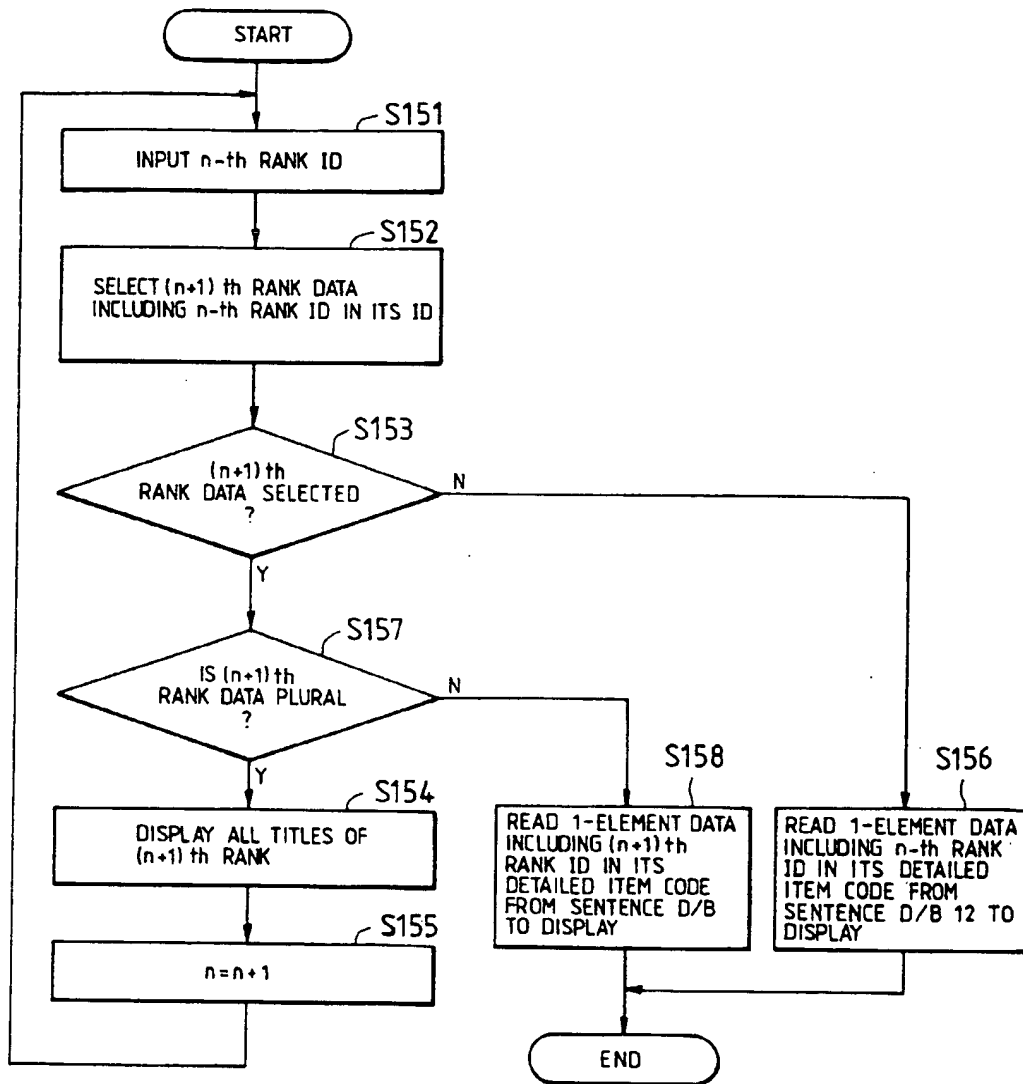 START
S151
INPUT n-th RANK ID
S152
SELECT (n+1) th RANK DATA
INCLUDING n-th RANK ID IN ITS ID
S153
(n+1) th
RANK DATA SELECTED
?
N
Y
S157
IS (n+1) th
RANK DATA PLURAL
?
N
Y
S154
DISPLAY ALL TITLES OF
(n+1) th RANK
S155
n=n+1
S158
READ 1-ELEMENT DATA
INCLUDING (n+1) th
RANK ID IN ITS
DETAILED ITEM CODE
FROM SENTENCE D/B
TO DISPLAY
S156
READ 1-ELEMENT DATA
INCLUDING n-th RANK
ID IN ITS DETAILED
ITEM CODE FROM
SENTENCE D/B 12 TO
DISPLAY
END